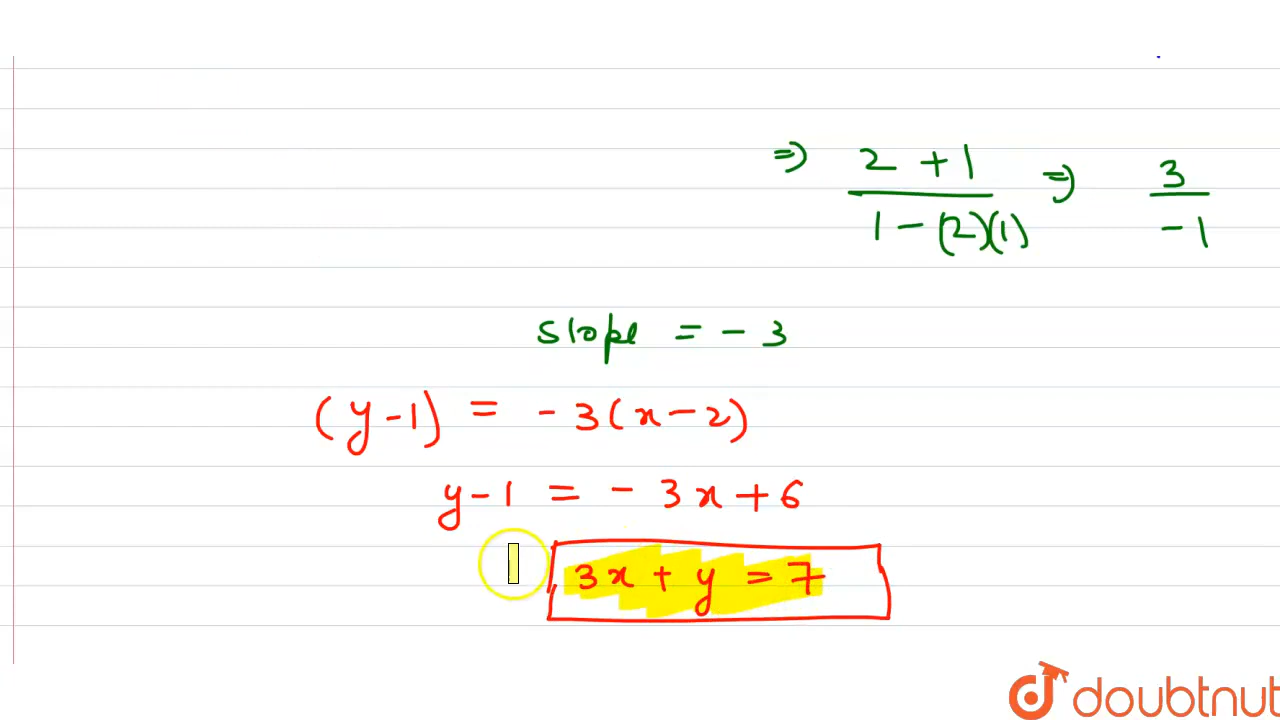 ⇒ 2 + 1 / 1 - (2)(1) ⇒ 3 / -1
slope = - 3
(y - 1) = - 3(x - 2)
y - 1 = - 3x + 6
3x + y = 7
doubtnut